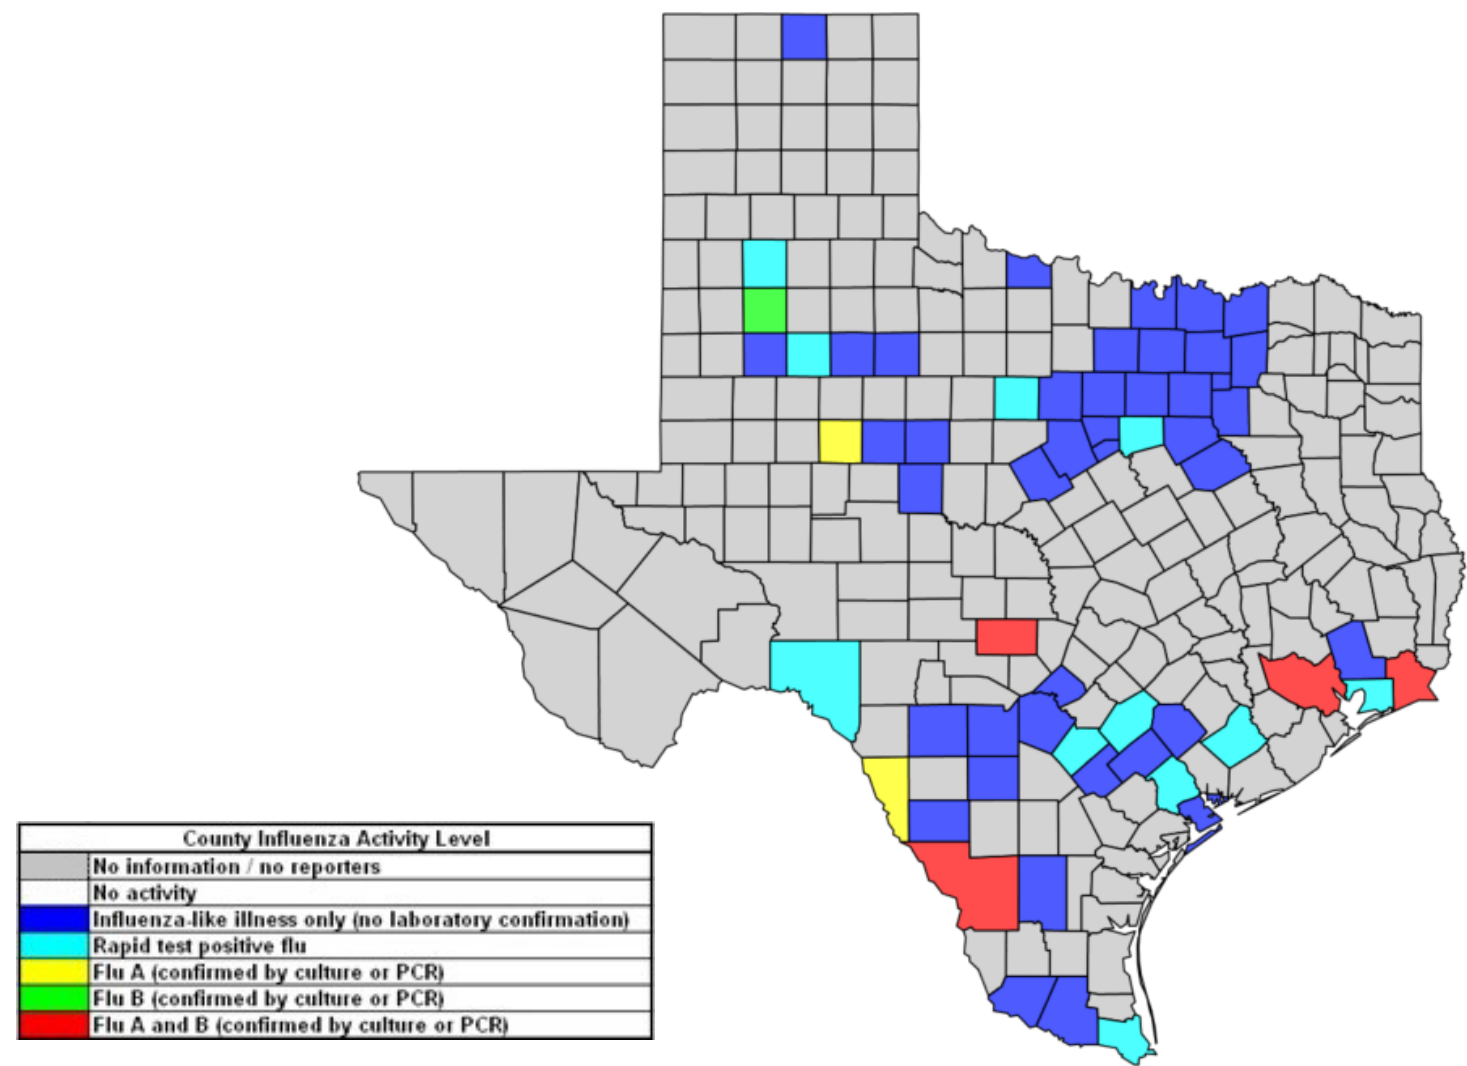 County Influenza Activity Level
No information / no reporters
No activity
Influenza-like illness only (no laboratory confirmation)
Rapid test positive flu
Flu A (confirmed by culture or PCR)
Flu B (confirmed by culture or PCR)
Flu A and B (confirmed by culture or PCR)